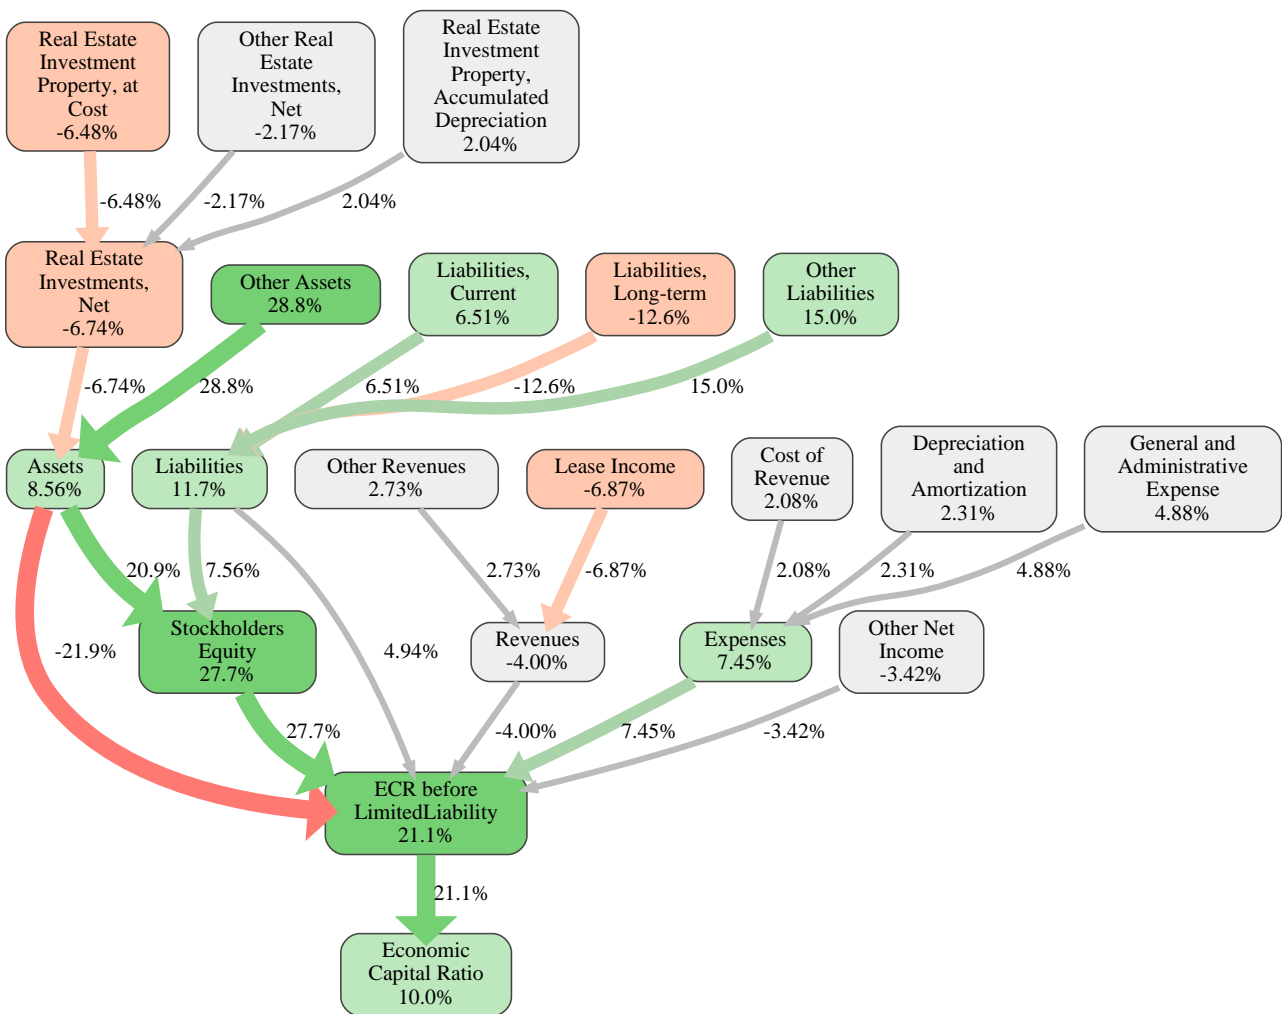 Real Estate
Investment
Property, at
Cost
-6.48%
Other Real
Estate
Investments,
Net
-2.17%
Real Estate
Investment
Property,
Accumulated
Depreciation
2.04%
-6.48%
-2.17%
2.04%
Real Estate
Investments,
Net
-6.74%
Other Assets
28.8%
Liabilities,
Current
6.51%
Liabilities,
Long-term
-12.6%
Other
Liabilities
15.0%
-6.74%
28.8%
6.51%
-12.6%
15.0%
Assets
8.56%
Liabilities
11.7%
Other Revenues
2.73%
Lease Income
-6.87%
Cost of
Revenue
2.08%
Depreciation
and
Amortization
2.31%
General and
Administrative
Expense
4.88%
20.9%
7.56%
2.73%
-6.87%
2.08%
2.31%
4.88%
Stockholders
Equity
27.7%
Revenues
-4.00%
Expenses
7.45%
Other Net
Income
-3.42%
-21.9%
4.94%
27.7%
-4.00%
7.45%
-3.42%
ECR before
LimitedLiability
21.1%
21.1%
Economic
Capital Ratio
10.0%